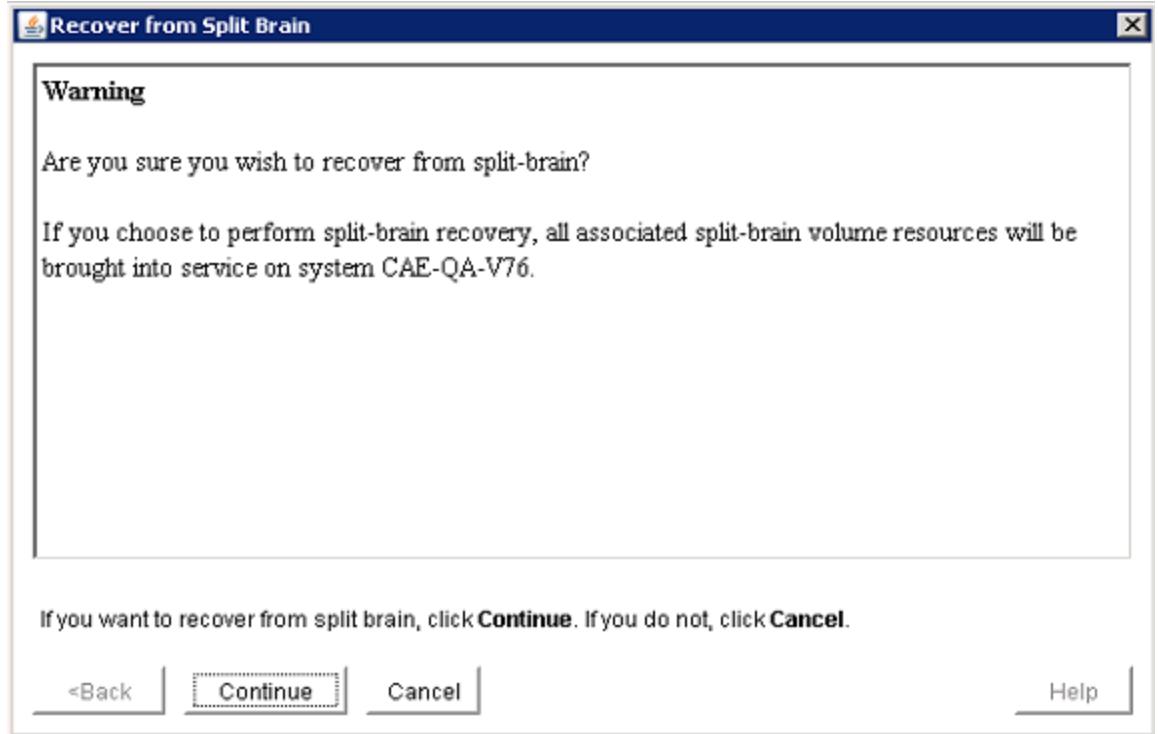 Recover from Split Brain
Warning
Are you sure you wish to recover from split-brain?
If you choose to perform split-brain recovery, all associated split-brain volume resources will be
brought into service on system CAE-QA-V76.
If you want to recover from split brain, click Continue. If you do not, click Cancel.
<Back Continue Cancel Help